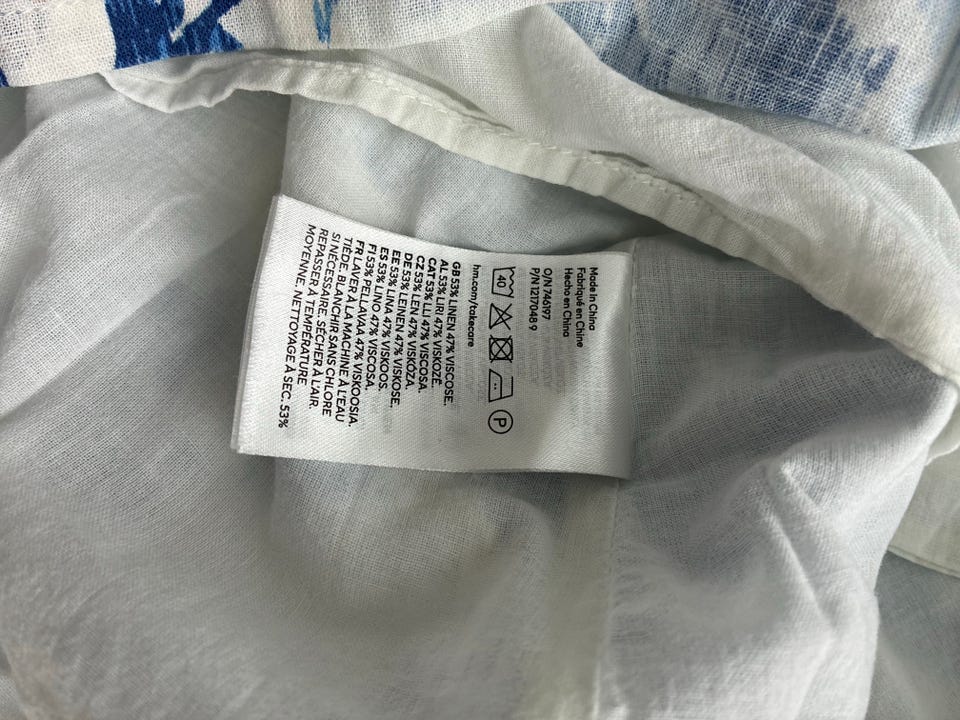 Made in China
Fabriqué en Chine
Hecho en China
O/N 746197
P/N 1217048 9
40
P
hm.com/takecare
GB 53% LINEN 47% VISCOSE.
AL 53% LIRI 47% VISKOZË.
CAT 53% LLI 47% VISCOSA.
CZ 53% LEN 47% VISKÓZA.
DE 53% LEINEN 47% VISKOSE.
EE 53% LINA 47% VISKOOS.
ES 53% LINO 47% VISCOSA.
FI 53% PELLAVAA 47% VISKOOSIA.
FR LAVER À LA MACHINE À L'EAU
TIÈDE. BLANCHIR SANS CHLORE
SI NÉCESSAIRE. SÉCHER À L'AIR.
REPASSER À TEMPÉRATURE
MOYENNE. NETTOYAGE À SEC. 53%